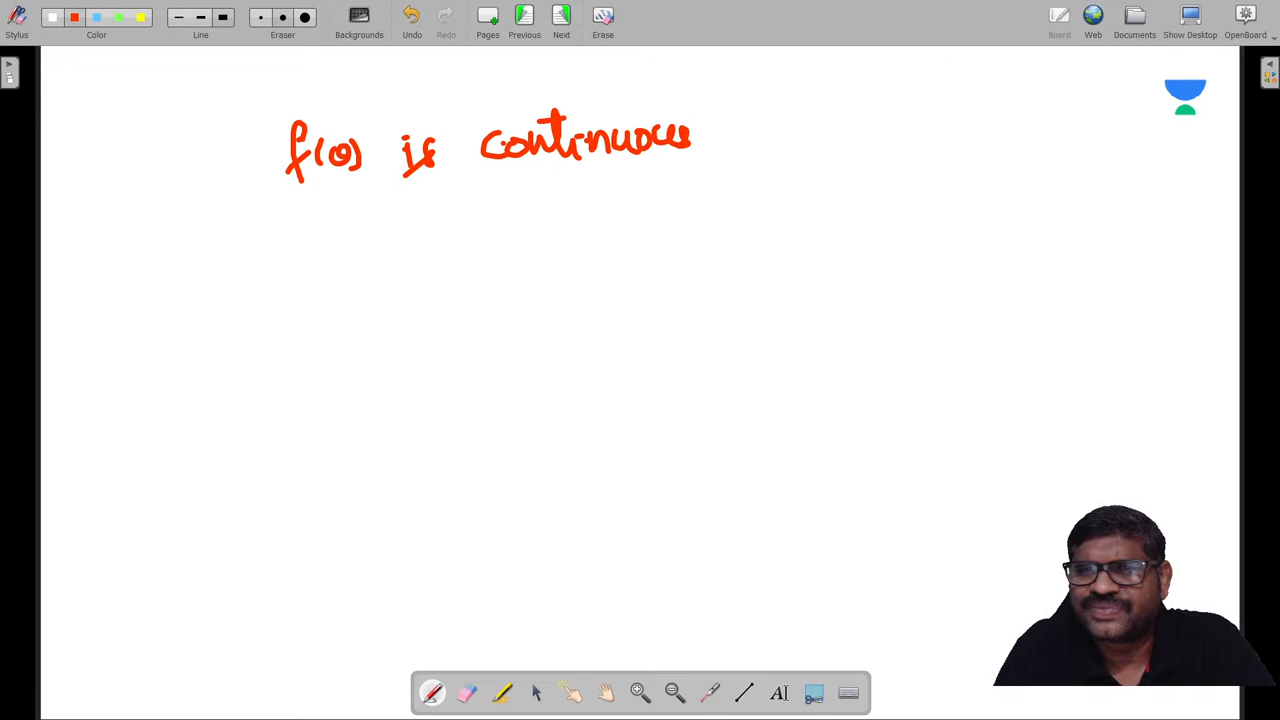 Stylus Color Line Eraser Backgrounds Undo Redo Pages Previous Next Erase Board Web Documents Show Desktop OpenBoard
f(θ) is continuous